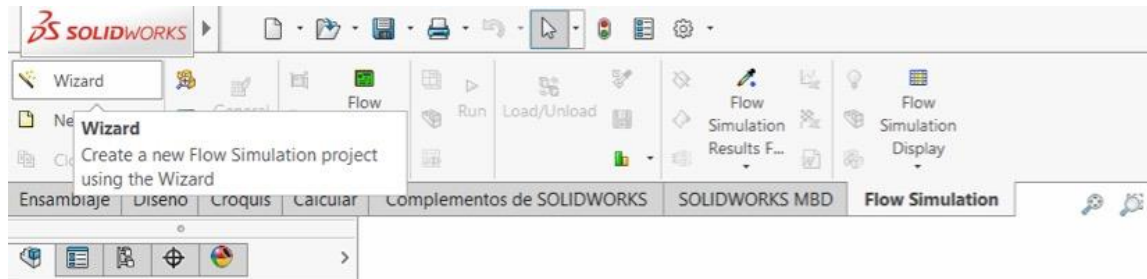 SOLIDWORKS
Wizard
Flow
Run
Load/Unload
Flow
Simulation
Results F...
Flow
Simulation
Display
Ne
Wizard
Create a new Flow Simulation project
using the Wizard
Ensamblaje
Diseño
Croquis
Calcular
Complementos de SOLIDWORKS
SOLIDWORKS MBD
Flow Simulation